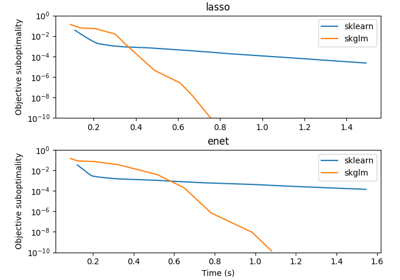 lasso
10^0
10^-2
10^-4
10^-6
10^-8
10^-10
Objective suboptimality
sklearn
skglm
0.2 0.4 0.6 0.8 1.0 1.2 1.4
enet
10^0
10^-2
10^-4
10^-6
10^-8
10^-10
Objective suboptimality
sklearn
skglm
0.2 0.4 0.6 0.8 1.0 1.2 1.4 1.6
Time (s)